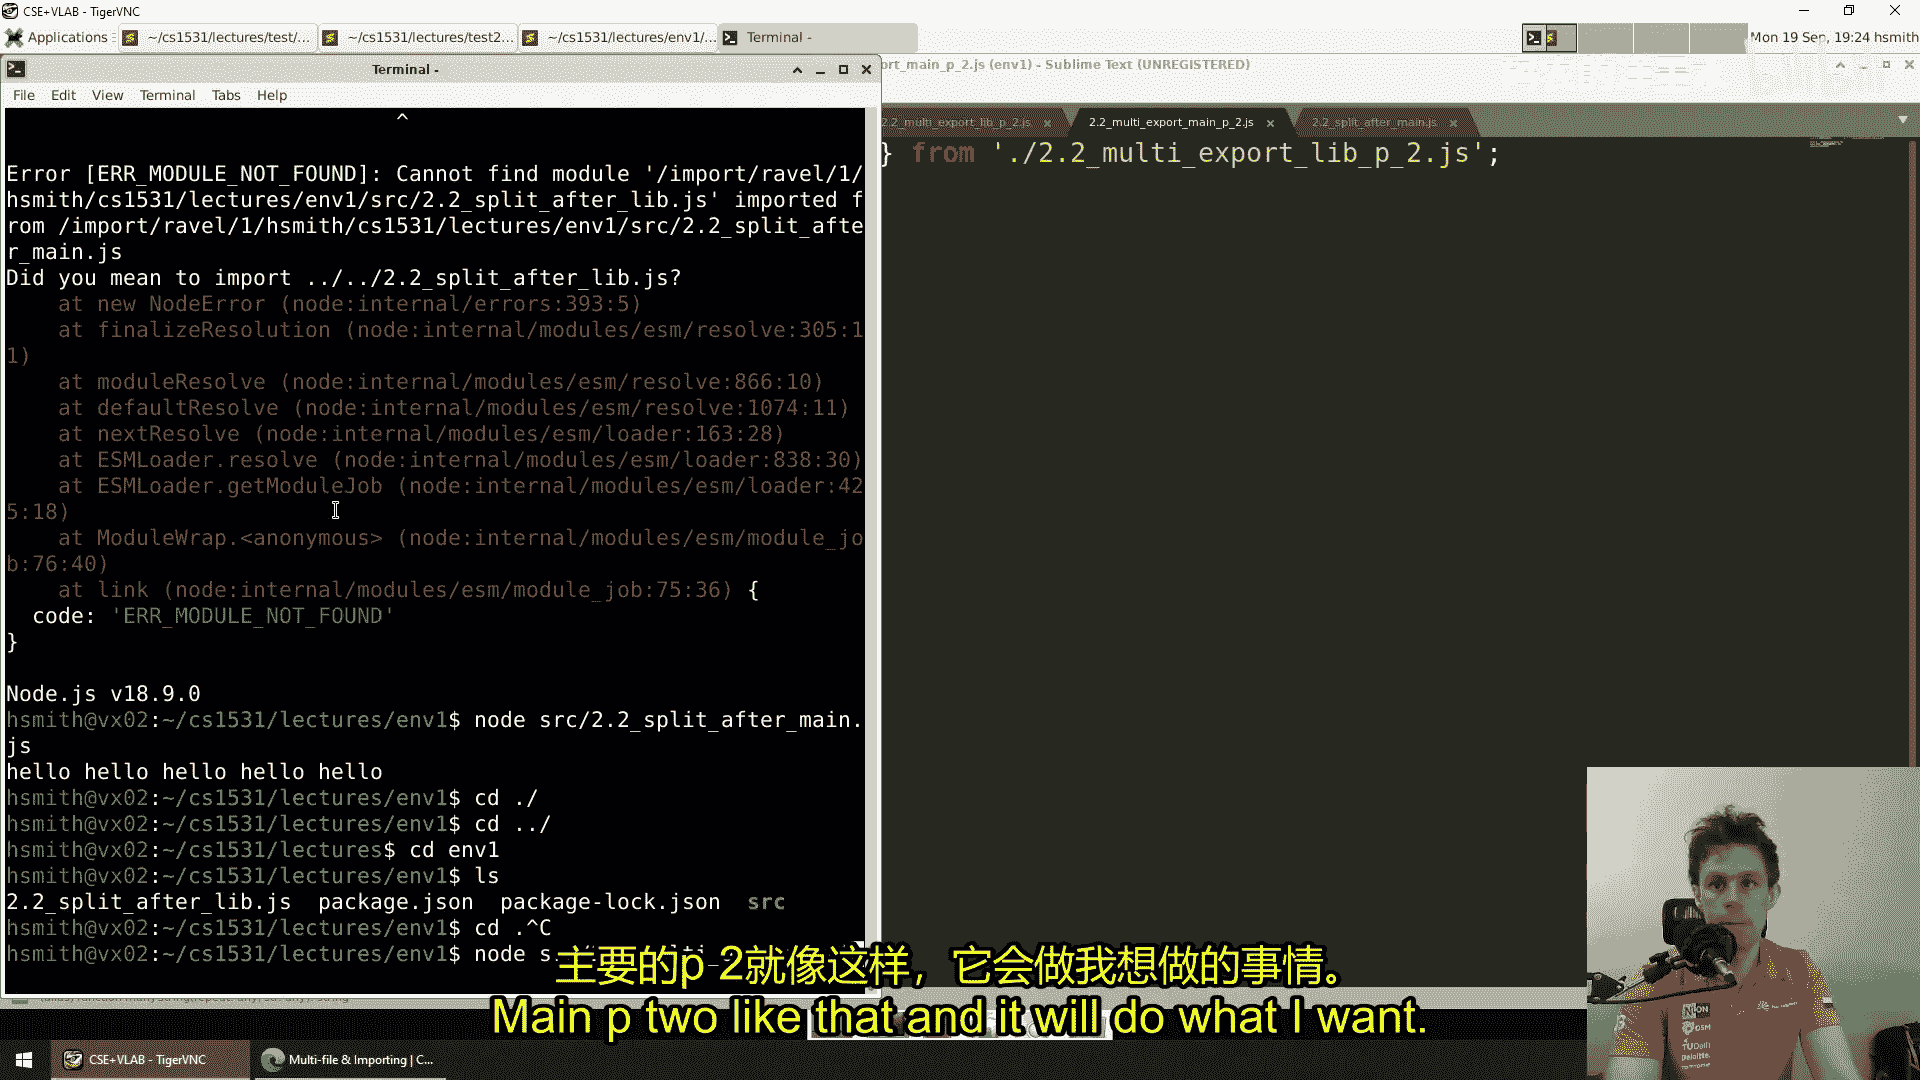 CSE+VLAB - TigerVNC
Applications
~/cs1531/lectures/test/...
~/cs1531/lectures/test2...
~/cs1531/lectures/env1/...
Terminal -
Mon 19 Sep, 19:24 hsmith
Terminal -
ort_main_p_2.js (env1) - Sublime Text (UNREGISTERED)
File Edit View Terminal Tabs Help
2.2_multi_export_lib_p_2.js
2.2_multi_export_main_p_2.js
2.2_split_after_main.js
} from './2.2_multi_export_lib_p_2.js';
^
Error [ERR_MODULE_NOT_FOUND]: Cannot find module '/import/ravel/1/
hsmith/cs1531/lectures/env1/src/2.2_split_after_lib.js' imported f
rom /import/ravel/1/hsmith/cs1531/lectures/env1/src/2.2_split_afte
r_main.js
Did you mean to import ../../2.2_split_after_lib.js?
at new NodeError (node:internal/errors:393:5)
at finalizeResolution (node:internal/modules/esm/resolve:305:1
1)
at moduleResolve (node:internal/modules/esm/resolve:866:10)
at defaultResolve (node:internal/modules/esm/resolve:1074:11)
at nextResolve (node:internal/modules/esm/loader:163:28)
at ESMLoader.resolve (node:internal/modules/esm/loader:838:30)
at ESMLoader.getModuleJob (node:internal/modules/esm/loader:42
5:18)
at ModuleWrap.<anonymous> (node:internal/modules/esm/module_jo
b:76:40)
at link (node:internal/modules/esm/module_job:75:36) {
code: 'ERR_MODULE_NOT_FOUND'
}
Node.js v18.9.0
hsmith@vx02:~/cs1531/lectures/env1$ node src/2.2_split_after_main.
js
hello hello hello hello hello
hsmith@vx02:~/cs1531/lectures/env1$ cd ./
hsmith@vx02:~/cs1531/lectures/env1$ cd ../
hsmith@vx02:~/cs1531/lectures$ cd env1
hsmith@vx02:~/cs1531/lectures/env1$ ls
2.2_split_after_lib.js package.json package-lock.json src
hsmith@vx02:~/cs1531/lectures/env1$ cd .^C
hsmith@vx02:~/cs1531/lectures/env1$ node s
主要的p 2就像这样，它会做我想做的事情。
Main p two like that and it will do what I want.
CSE+VLAB - TigerVNC
Multi-file & Importing | C...